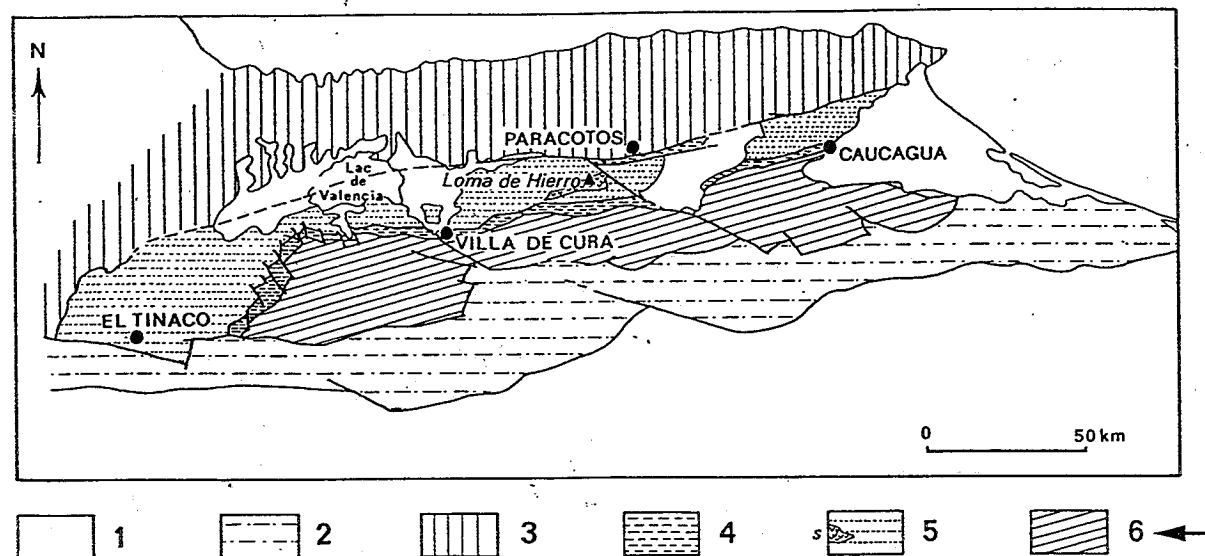 N
PARACOTOS
CAUCAGUA
Lac
de
Valencia
Loma de Hierro
VILLA DE CURA
EL TINACO
0 50 km
1 2 3 4 s 5 6